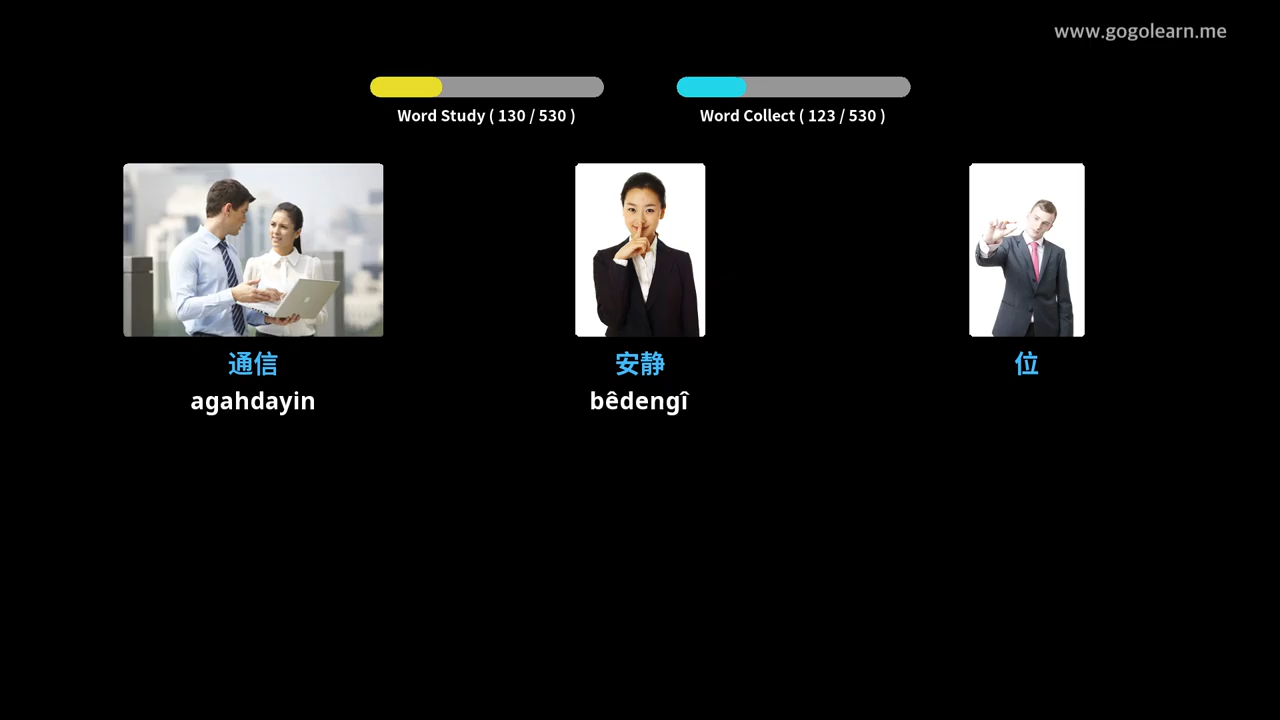 www.gogolearn.me
Word Study ( 130 / 530 )
Word Collect ( 123 / 530 )
通信
安静
位
agahdayin
bêdengî